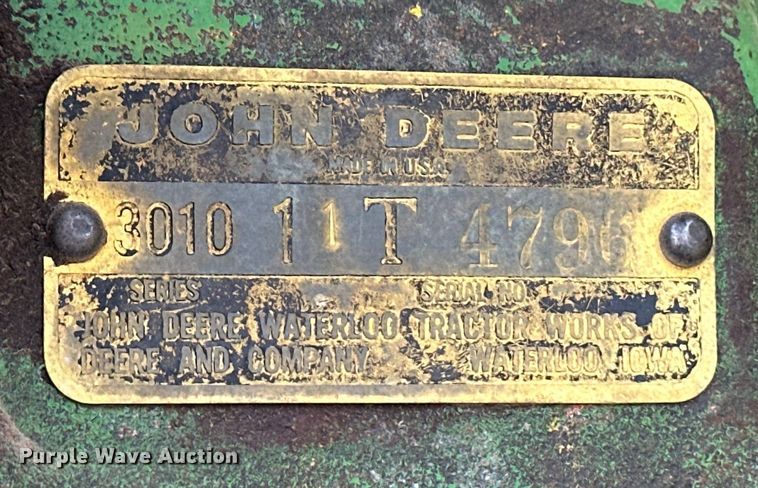 JOHN DEERE
MADE IN U.S.A.
3010 11T 4796
SERIES SERIAL NO.
JOHN DEERE WATERLOO TRACTOR WORKS OF
DEERE AND COMPANY WATERLOO, IOWA
Purple Wave Auction